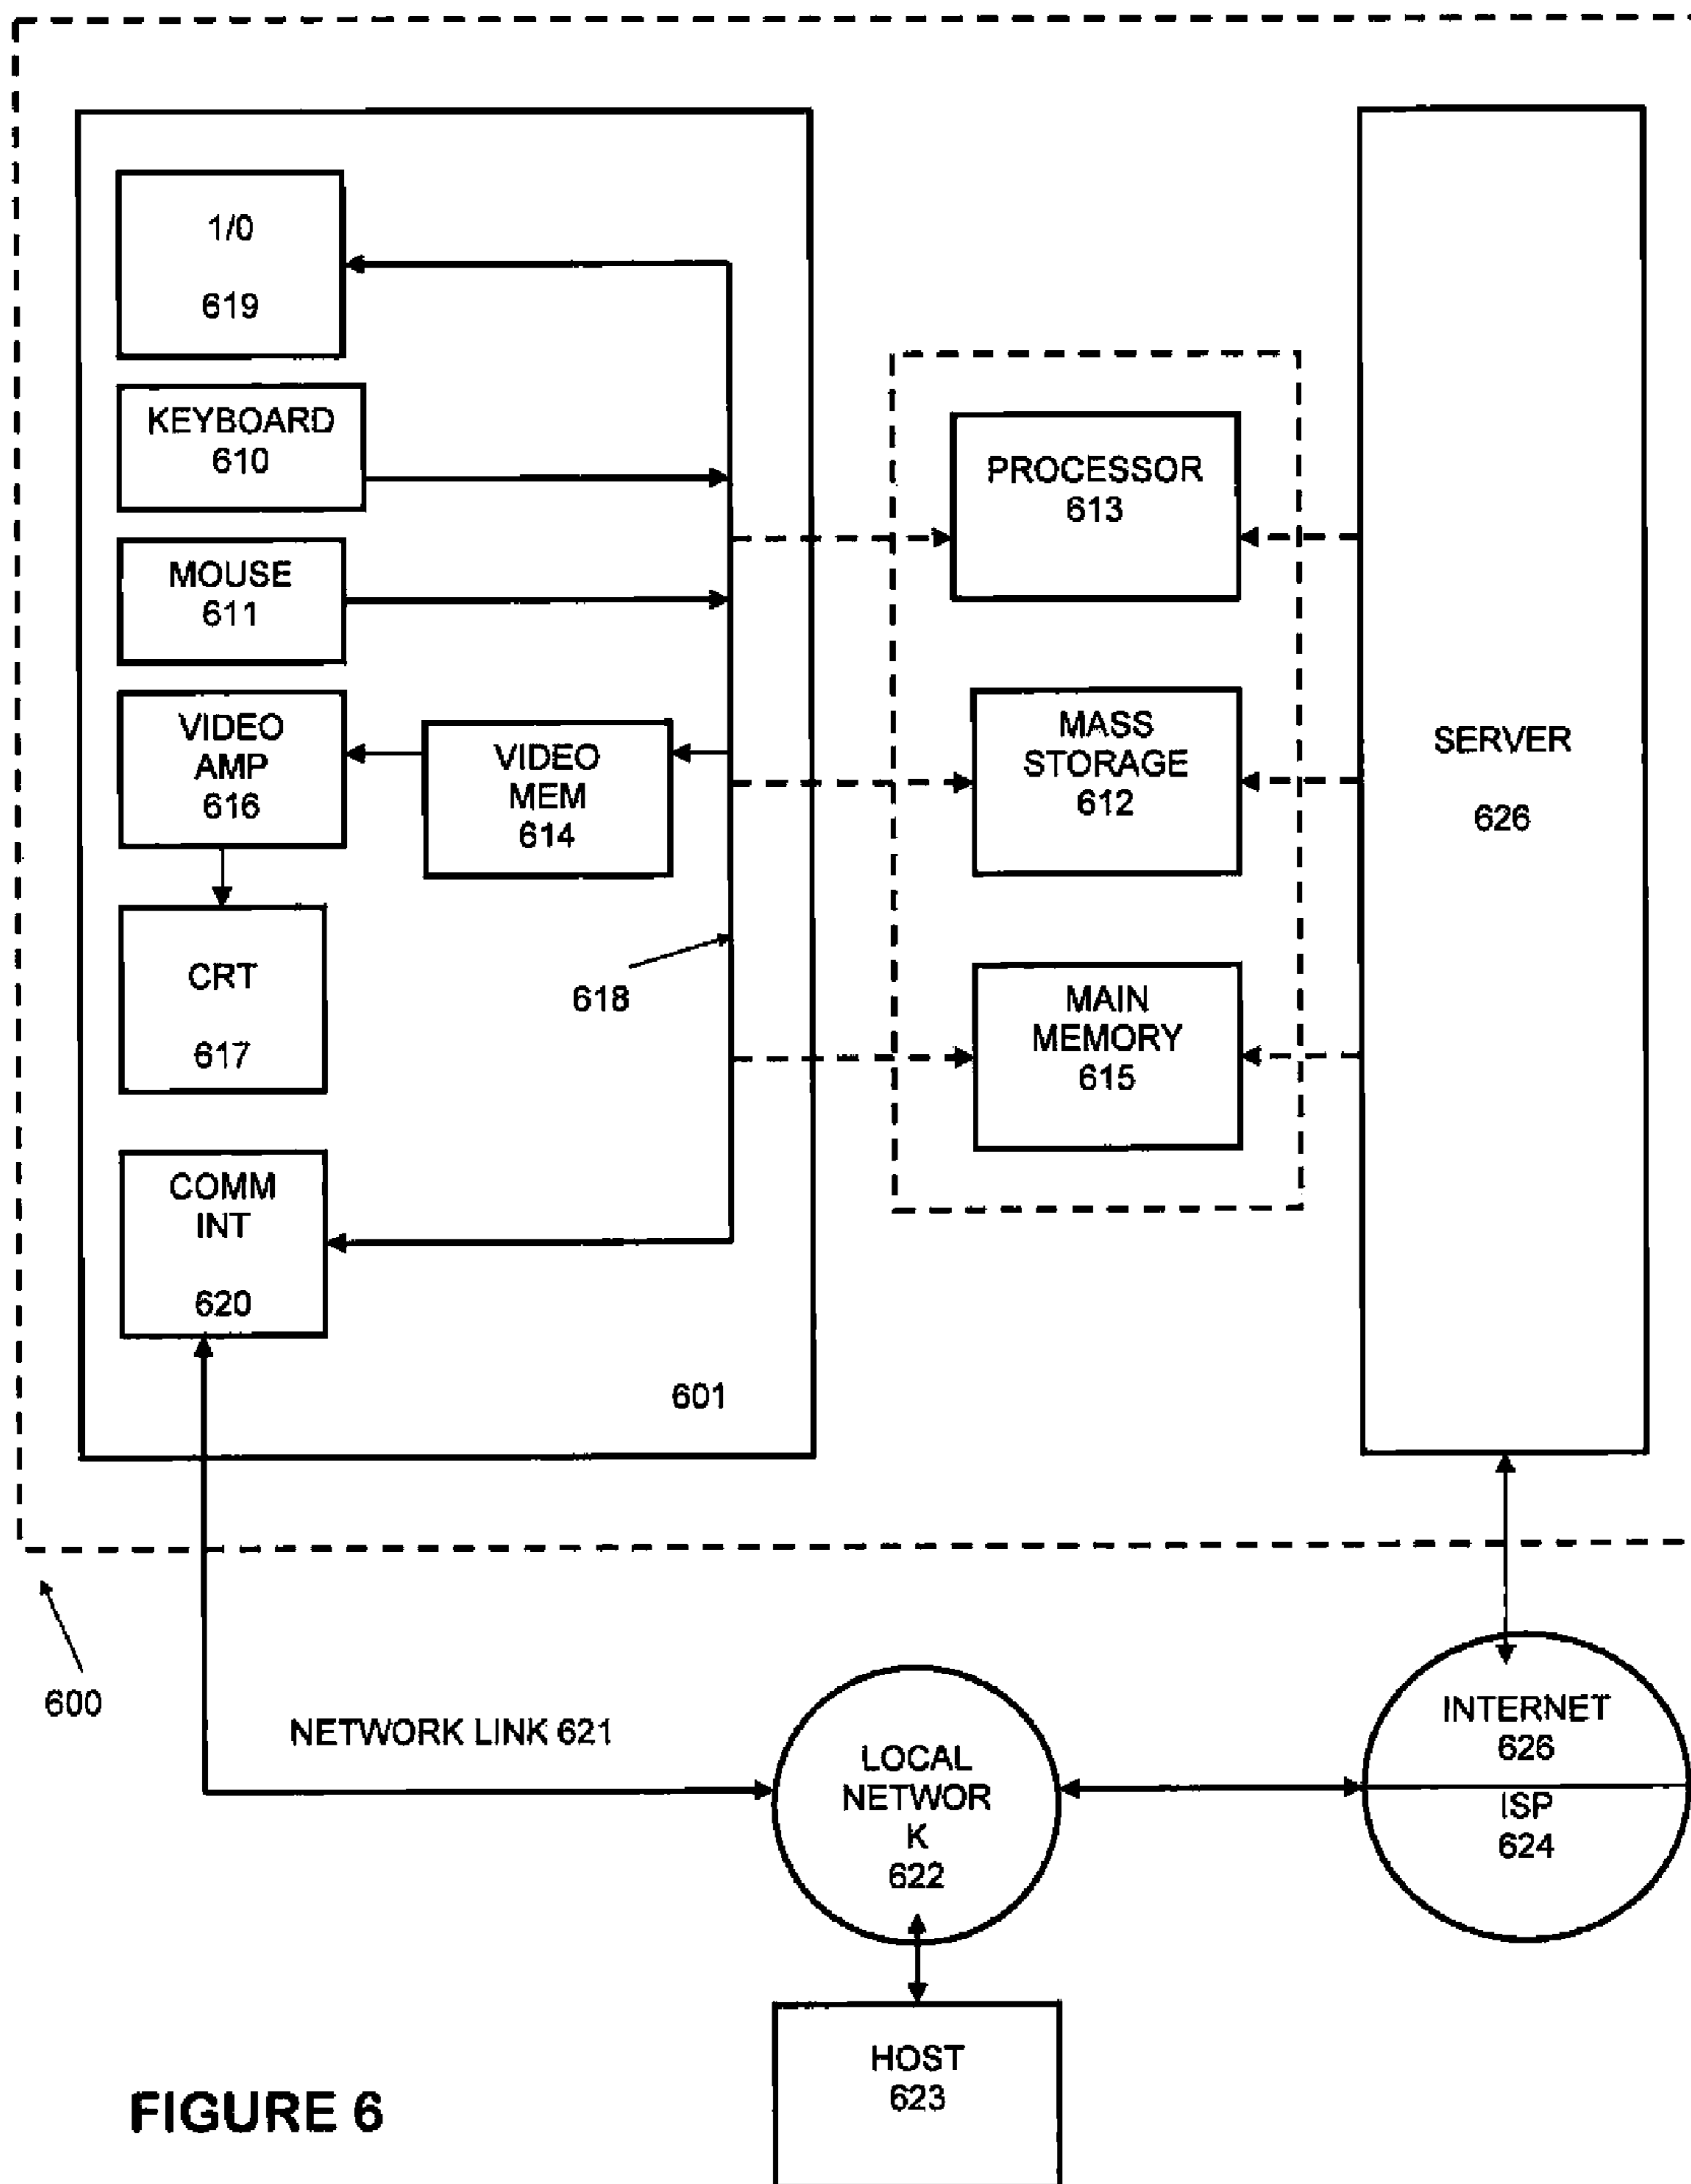 1/0
619
KEYBOARD
610
MOUSE
611
VIDEO
AMP
616
VIDEO
MEM
614
CRT
617
618
COMM
INT
620
601
PROCESSOR
613
MASS
STORAGE
612
MAIN
MEMORY
615
SERVER
626
600
NETWORK LINK 621
LOCAL
NETWOR
K
622
INTERNET
626
ISP
624
HOST
623
FIGURE 6